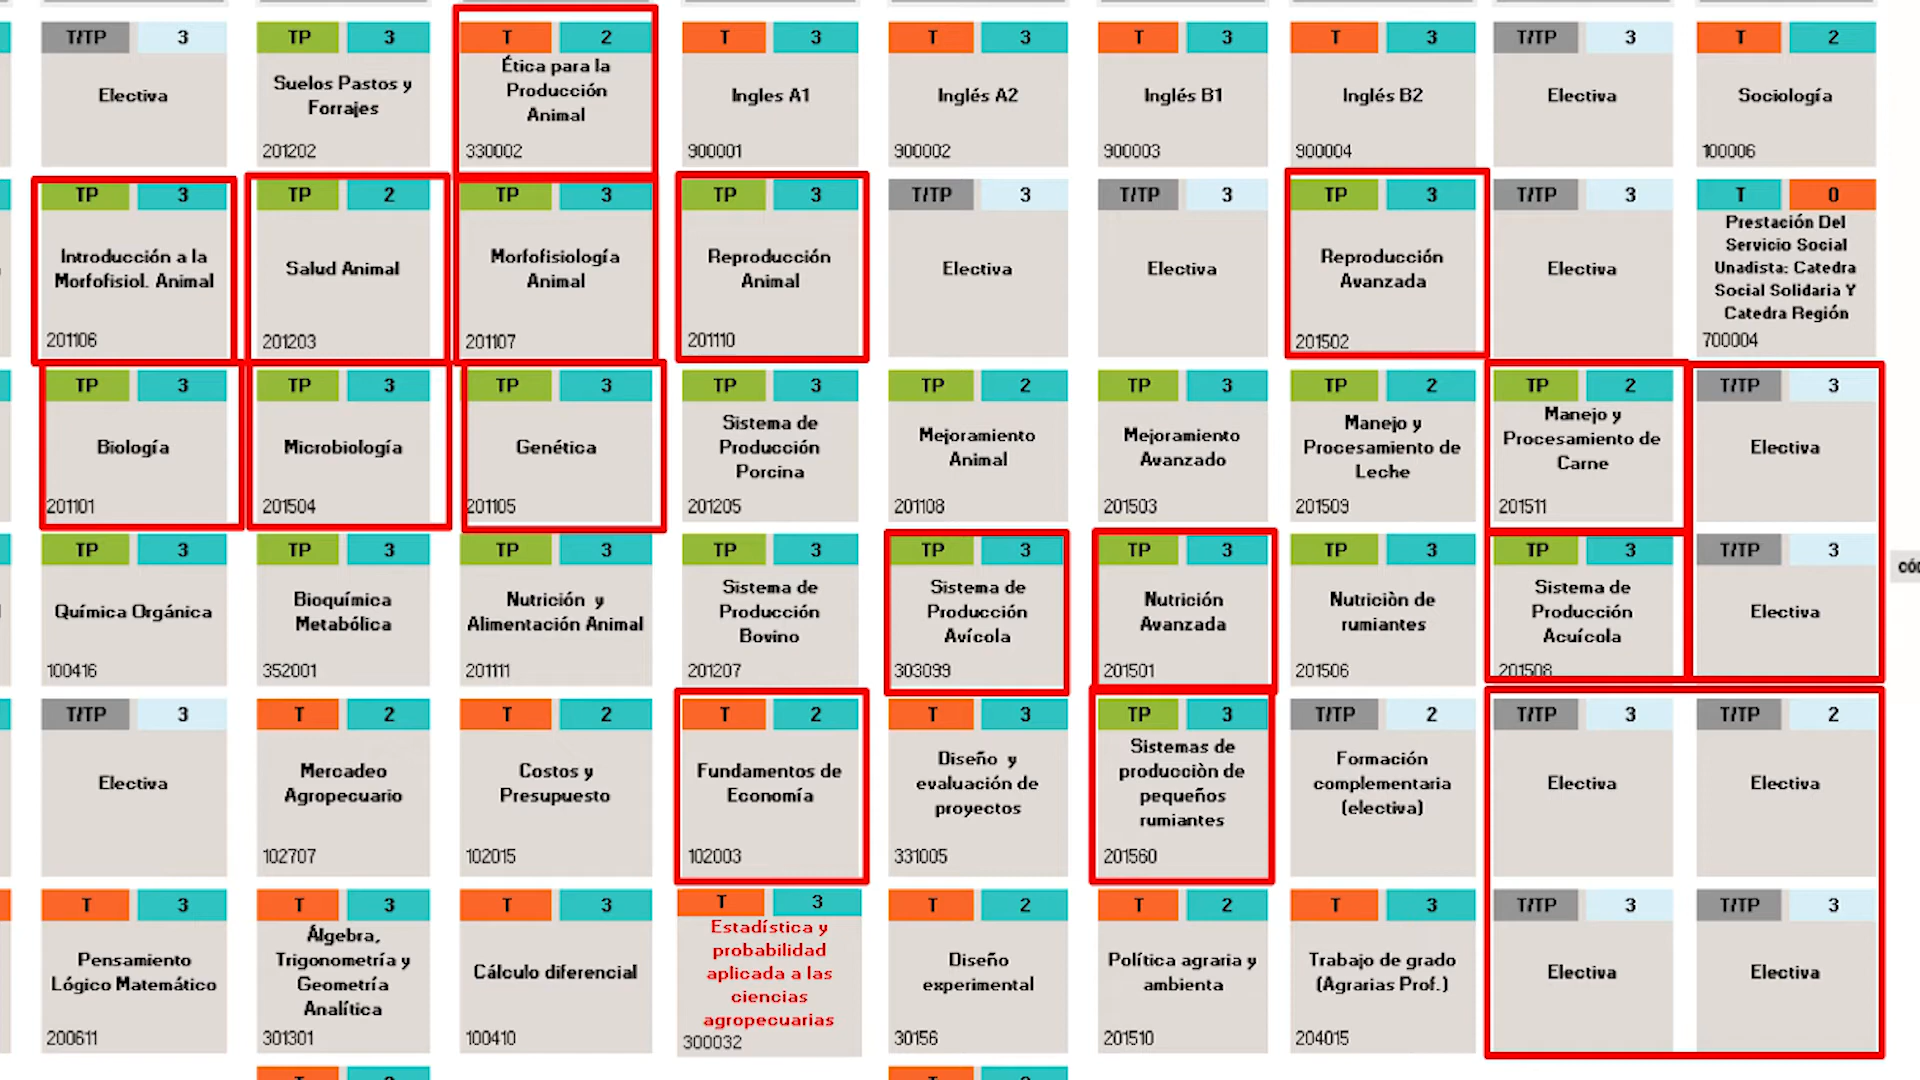 T/TP 3
Electiva
TP 3
Suelos Pastos y
Forrajes
201202
T 2
Ética para la
Producción
Animal
330002
T 3
Ingles A1
900001
T 3
Inglés A2
900002
T 3
Inglés B1
900003
T 3
Inglés B2
900004
T/TP 3
Electiva
T 2
Sociología
100006
TP 3
Introducción a la
Morfofisiol. Animal
201106
TP 2
Salud Animal
201203
TP 3
Morfofisiología
Animal
201107
TP 3
Reproducción
Animal
201110
T/TP 3
Electiva
T/TP 3
Electiva
TP 3
Reproducción
Avanzada
201502
T/TP 3
Electiva
T 0
Prestación Del
Servicio Social
Unadista: Catedra
Social Solidaria Y
Catedra Región
700004
TP 3
Biología
201101
TP 3
Microbiología
201504
TP 3
Genética
201105
TP 3
Sistema de
Producción
Porcina
201205
TP 2
Mejoramiento
Animal
201108
TP 3
Mejoramiento
Avanzado
201503
TP 2
Manejo y
Procesamiento de
Leche
201509
TP 2
Manejo y
Procesamiento de
Carne
201511
T/TP 3
Electiva
TP 3
Química Orgánica
100416
TP 3
Bioquímica
Metabólica
352001
TP 3
Nutrición y
Alimentación Animal
201111
TP 3
Sistema de
Producción
Bovino
201207
TP 3
Sistema de
Producción
Avícola
303099
TP 3
Nutrición
Avanzada
201501
TP 3
Nutriciòn de
rumiantes
201506
TP 3
Sistema de
Producción
Acuícola
201508
T/TP 3
Electiva
T/TP 3
Electiva
T 2
Mercadeo
Agropecuario
102707
T 2
Costos y
Presupuesto
102015
T 2
Fundamentos de
Economía
102003
T 3
Diseño y
evaluación de
proyectos
331005
TP 3
Sistemas de
producciòn de
pequeños
rumiantes
201560
T/TP 2
Formación
complementaria
(electiva)
T/TP 3
Electiva
T/TP 2
Electiva
T 3
Pensamiento
Lógico Matemático
200611
T 3
Álgebra,
Trigonometría y
Geometría
Analítica
301301
T 3
Cálculo diferencial
100410
T 3
Estadística y
probabilidad
aplicada a las
ciencias
agropecuarias
300032
T 2
Diseño
experimental
30156
T 2
Política agraria y
ambienta
201510
T 3
Trabajo de grado
(Agrarias Prof.)
204015
T/TP 3
Electiva
T/TP 3
Electiva